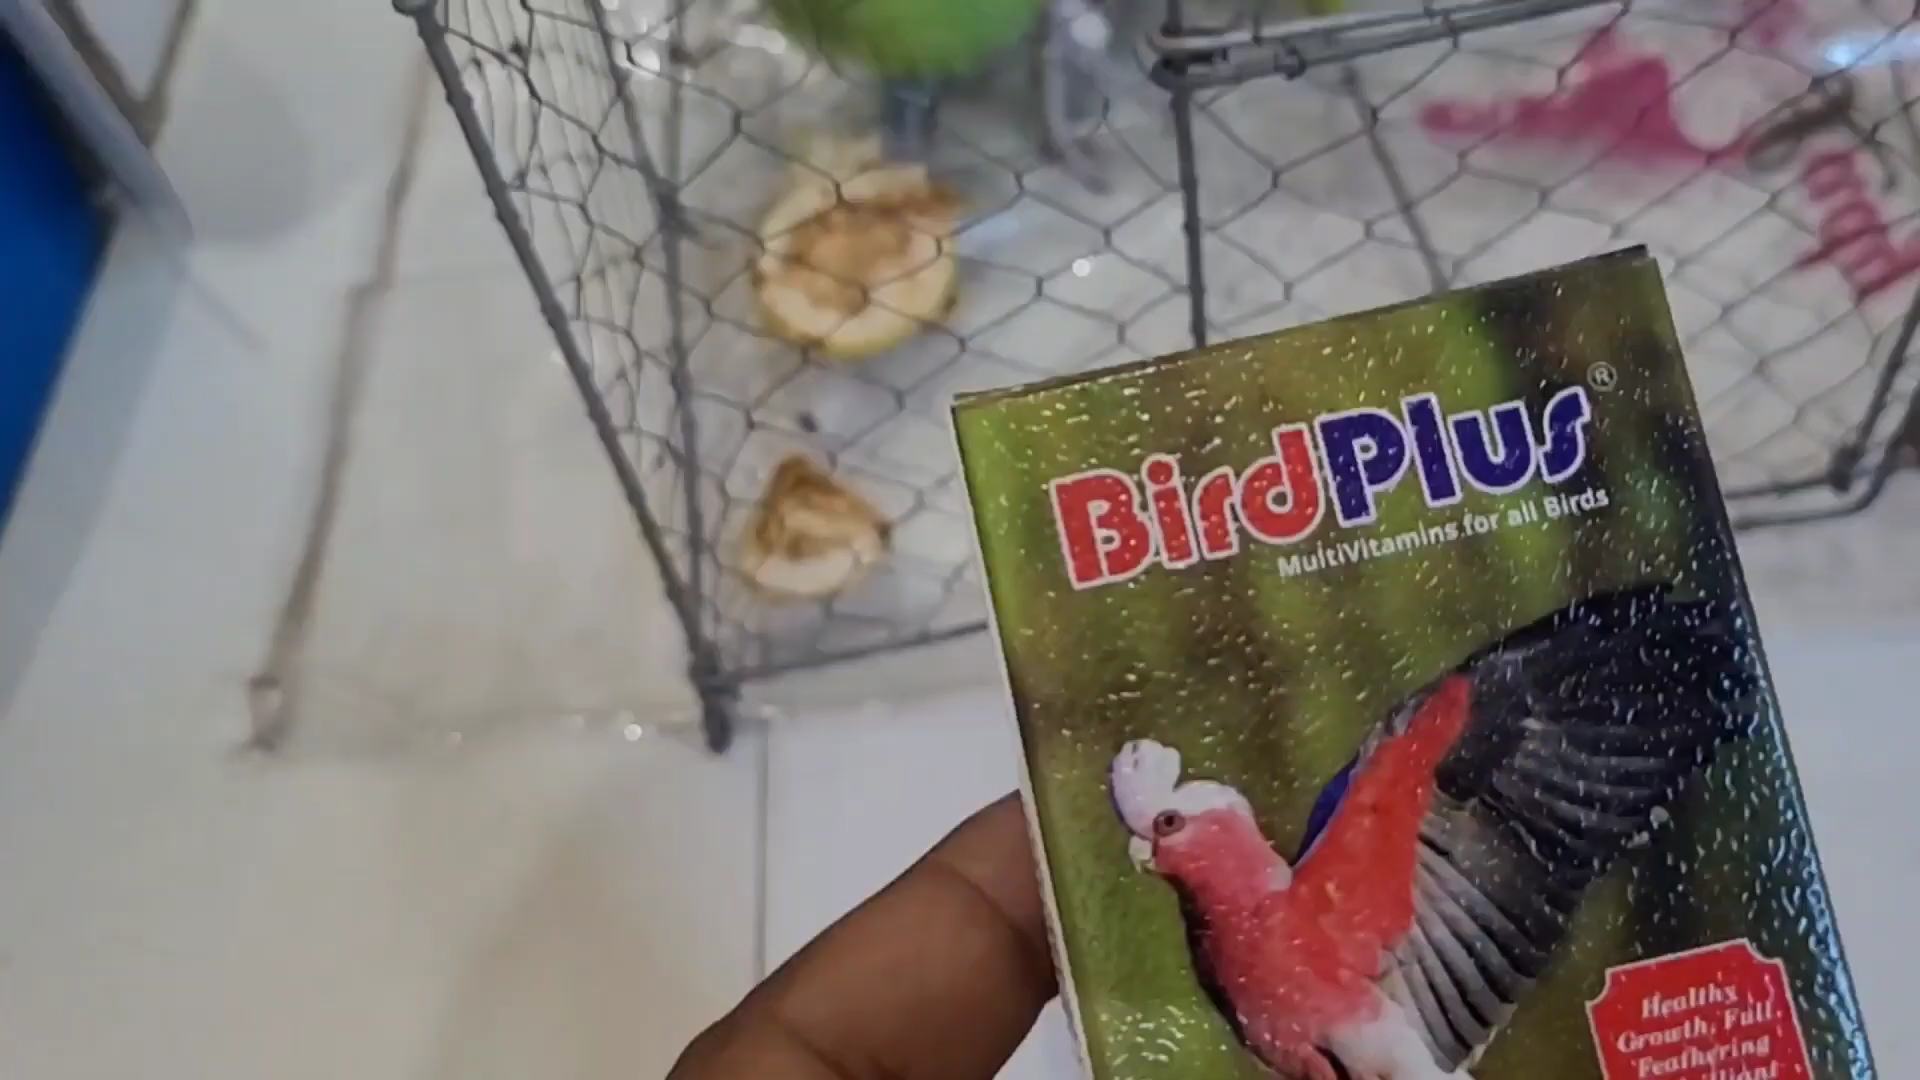 BirdPlus®
MultiVitamins for all Birds
Healthy
Growth, Full,
Feathering